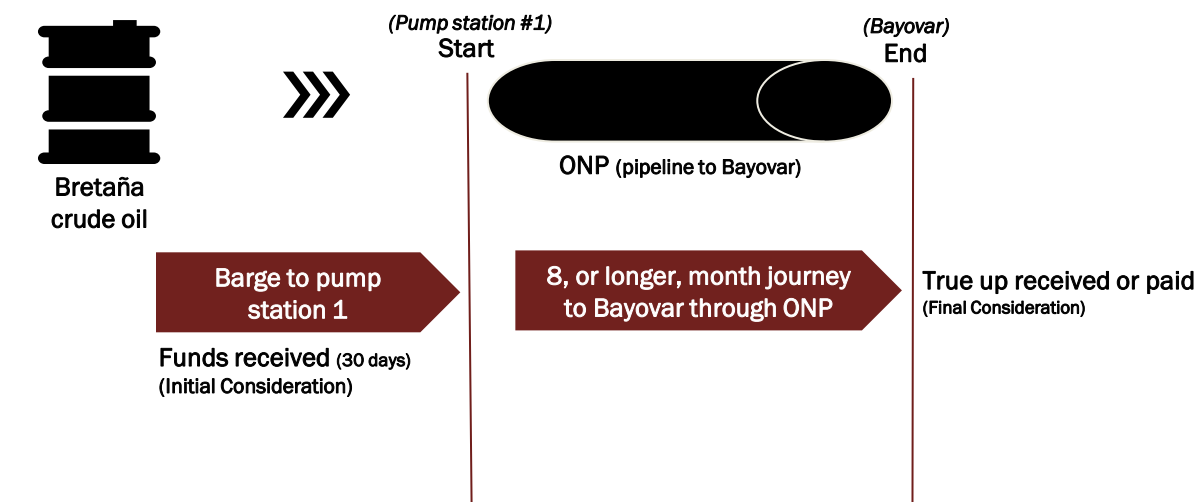 (Pump station #1)
Start
(Bayovar)
End
ONP (pipeline to Bayovar)
Bretaña
crude oil
Barge to pump
station 1
8, or longer, month journey
to Bayovar through ONP
True up received or paid
(Final Consideration)
Funds received (30 days)
(Initial Consideration)